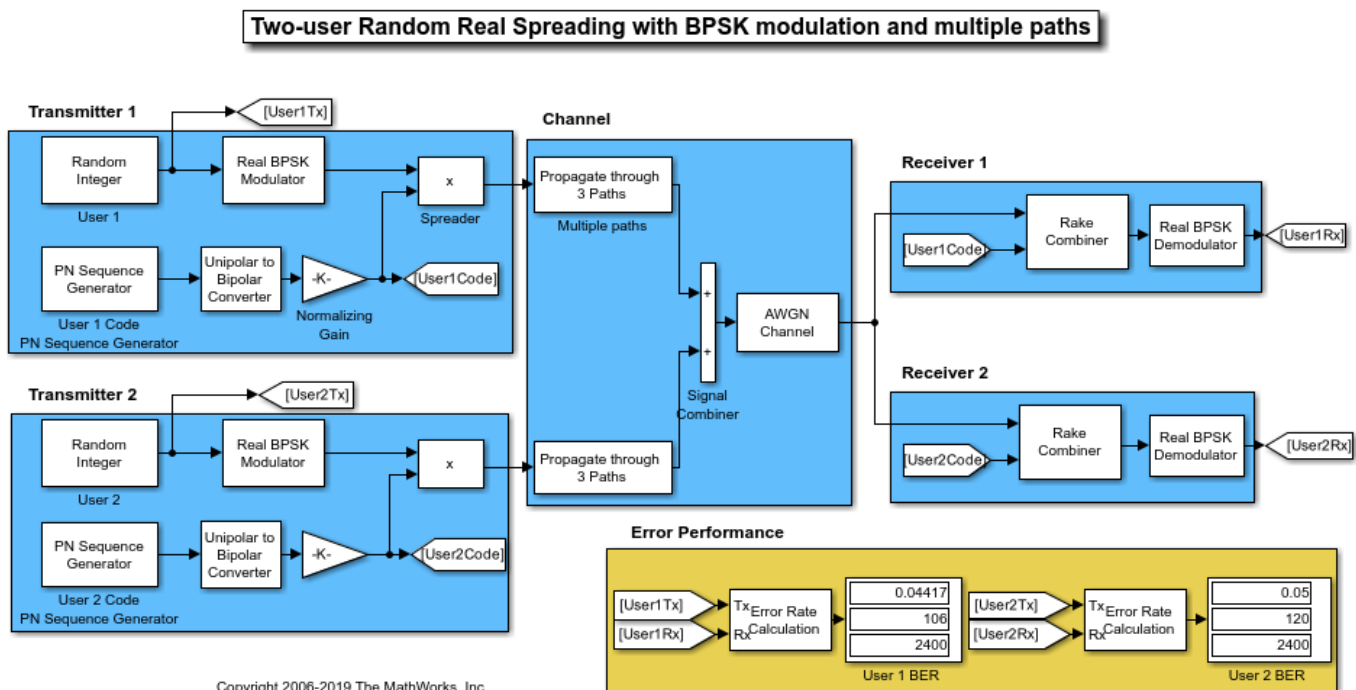 Two-user Random Real Spreading with BPSK modulation and multiple paths
Transmitter 1
[User1Tx]
Random
Integer
User 1
Real BPSK
Modulator
x
Spreader
PN Sequence
Generator
User 1 Code
PN Sequence Generator
Unipolar to
Bipolar
Converter
-K-
Normalizing
Gain
[User1Code]
Transmitter 2
[User2Tx]
Random
Integer
User 2
Real BPSK
Modulator
x
PN Sequence
Generator
User 2 Code
PN Sequence Generator
Unipolar to
Bipolar
Converter
-K-
[User2Code]
Channel
Propagate through
3 Paths
Multiple paths
+
+
Signal
Combiner
AWGN
Channel
Propagate through
3 Paths
Receiver 1
[User1Code]
Rake
Combiner
Real BPSK
Demodulator
[User1Rx]
Receiver 2
[User2Code]
Rake
Combiner
Real BPSK
Demodulator
[User2Rx]
Error Performance
[User1Tx]
[User1Rx]
Tx
Rx
Error Rate
Calculation
0.04417
106
2400
User 1 BER
[User2Tx]
[User2Rx]
Tx
Rx
Error Rate
Calculation
0.05
120
2400
User 2 BER
Copyright 2006-2019 The MathWorks, Inc.